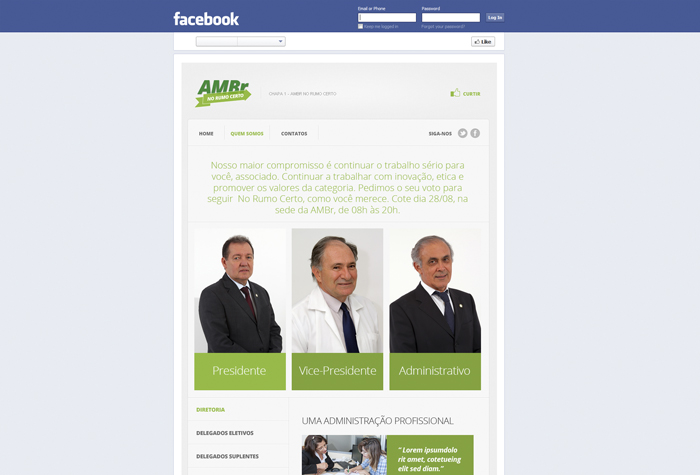 facebook
Email or Phone
Password
Log In
Keep me logged in
Forgot your password?
Like
AMBr
NO RUMO CERTO
CHAPA 1 - AMBR NO RUMO CERTO
CURTIR
HOME
QUEM SOMOS
CONTATOS
SIGA-NOS
Nosso maior compromisso é continuar o trabalho sério para
você, associado. Continuar a trabalhar com inovação, etica e
promover os valores da categoria. Pedimos o seu voto para
seguir No Rumo Certo, como você merece. Cote dia 28/08, na
sede da AMBr, de 08h às 20h.
Presidente
Vice-Presidente
Administrativo
DIRETORIA
DELEGADOS ELETIVOS
DELEGADOS SUPLENTES
UMA ADMINISTRAÇÃO PROFISSIONAL
“ Lorem ipsumdolo
rit amet, cotetueing
elit sed diam.”